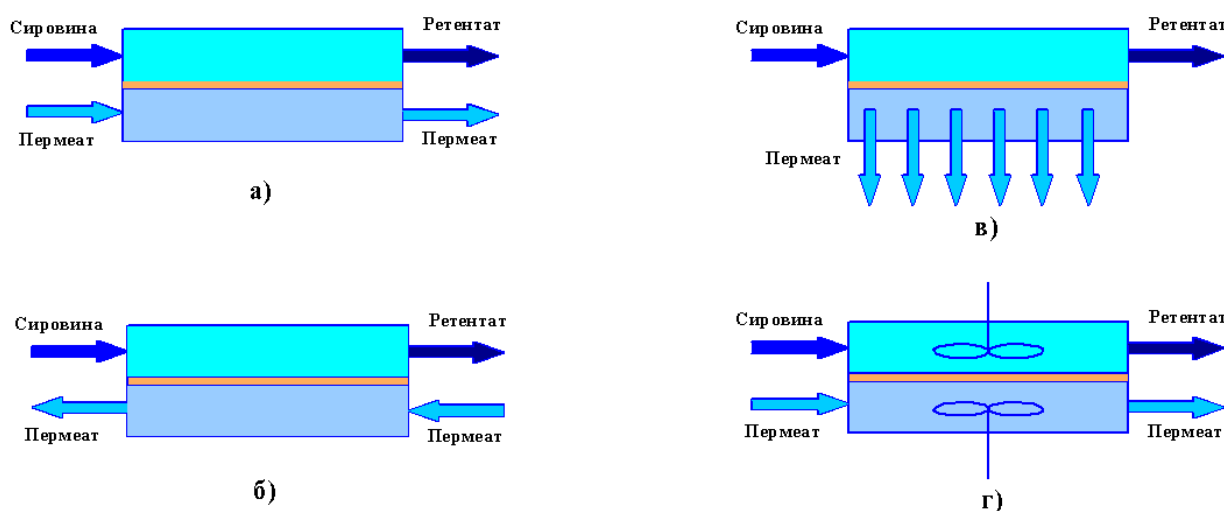 Сировина
Ретентат
Пермеат
Пермеат
а)
Сировина
Ретентат
Пермеат
в)
Сировина
Ретентат
Пермеат
Пермеат
б)
Сировина
Ретентат
Пермеат
Пермеат
г)